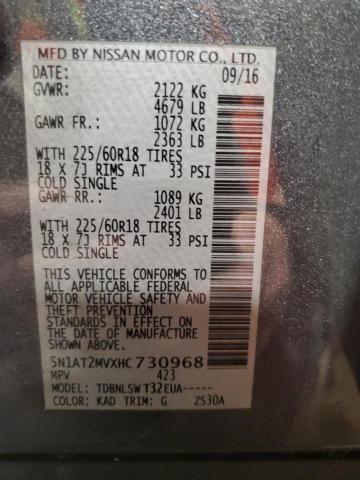 MFD BY NISSAN MOTOR CO., LTD.
DATE: 09/16
GVWR: 2122 KG
4679 LB
GAWR FR.: 1072 KG
2363 LB
WITH 225/60R18 TIRES
18 X 7J RIMS AT 33 PSI
COLD SINGLE
GAWR RR.: 1089 KG
2401 LB
WITH 225/60R18 TIRES
18 X 7J RIMS AT 33 PSI
COLD SINGLE
THIS VEHICLE CONFORMS TO
ALL APPLICABLE FEDERAL
MOTOR VEHICLE SAFETY AND
THEFT PREVENTION
STANDARDS IN EFFECT ON
THE DATE OF MANUFACTURE
SHOWN ABOVE.
5N1AT2MVXHC730968
MPV 423
MODEL: TDBNLSWT32EUA-----
COLOR: KAD TRIM: G ZS30A